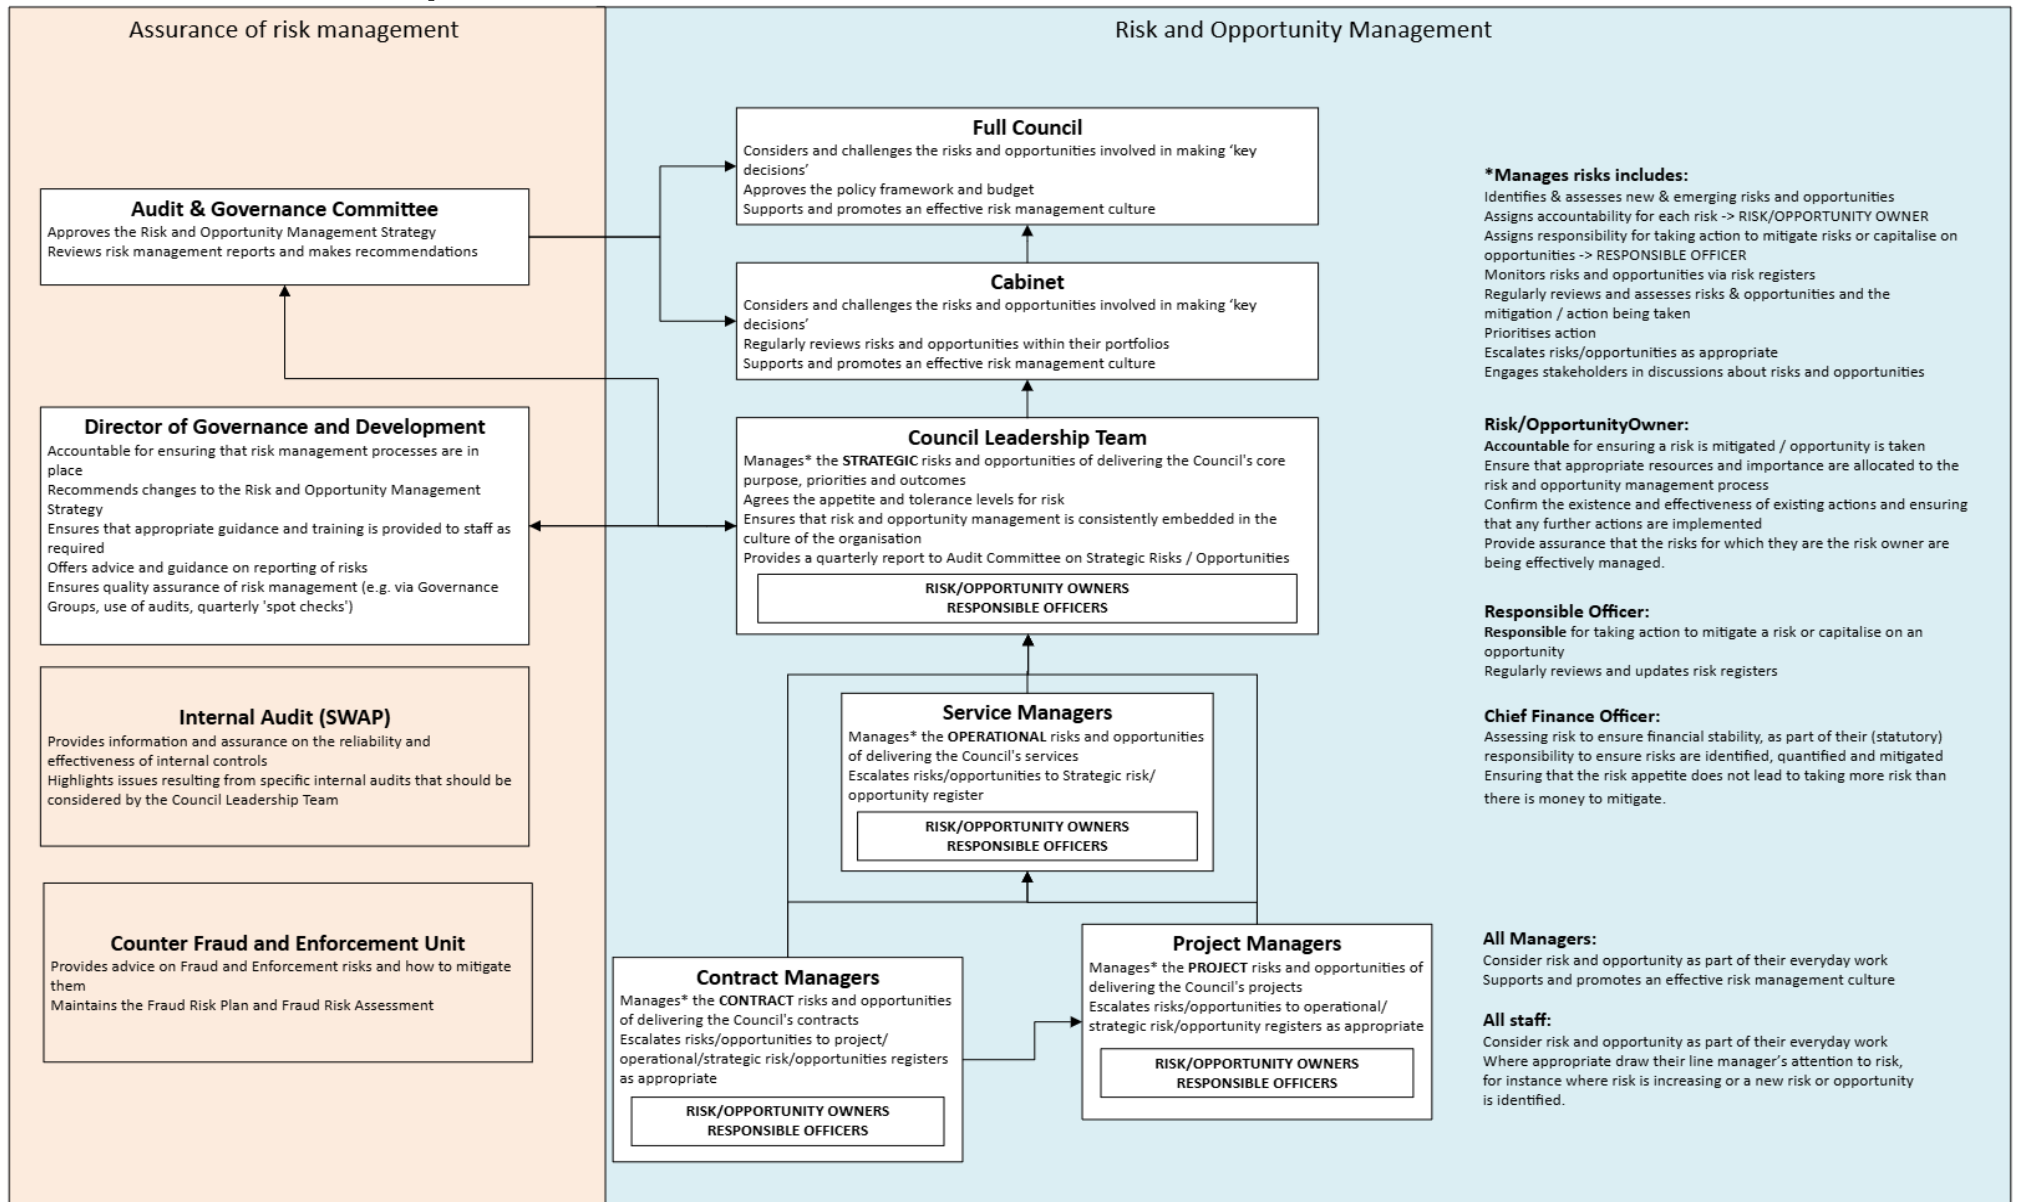 Assurance of risk management
Risk and Opportunity Management
Audit & Governance Committee
Approves the Risk and Opportunity Management Strategy
Reviews risk management reports and makes recommendations
Director of Governance and Development
Accountable for ensuring that risk management processes are in
place
Recommends changes to the Risk and Opportunity Management
Strategy
Ensures that appropriate guidance and training is provided to staff as
required
Offers advice and guidance on reporting of risks
Ensures quality assurance of risk management (e.g. via Governance
Groups, use of audits, quarterly 'spot checks')
Internal Audit (SWAP)
Provides information and assurance on the reliability and
effectiveness of internal controls
Highlights issues resulting from specific internal audits that should be
considered by the Council Leadership Team
Counter Fraud and Enforcement Unit
Provides advice on Fraud and Enforcement risks and how to mitigate
them
Maintains the Fraud Risk Plan and Fraud Risk Assessment
Full Council
Considers and challenges the risks and opportunities involved in making ‘key
decisions’
Approves the policy framework and budget
Supports and promotes an effective risk management culture
Cabinet
Considers and challenges the risks and opportunities involved in making ‘key
decisions’
Regularly reviews risks and opportunities within their portfolios
Supports and promotes an effective risk management culture
Council Leadership Team
Manages* the STRATEGIC risks and opportunities of delivering the Council's core
purpose, priorities and outcomes
Agrees the appetite and tolerance levels for risk
Ensures that risk and opportunity management is consistently embedded in the
culture of the organisation
Provides a quarterly report to Audit Committee on Strategic Risks / Opportunities
RISK/OPPORTUNITY OWNERS
RESPONSIBLE OFFICERS
Service Managers
Manages* the OPERATIONAL risks and opportunities
of delivering the Council's services
Escalates risks/opportunities to Strategic risk/
opportunity register
RISK/OPPORTUNITY OWNERS
RESPONSIBLE OFFICERS
Contract Managers
Manages* the CONTRACT risks and opportunities
of delivering the Council's contracts
Escalates risks/opportunities to project/
operational/strategic risk/opportunities registers
as appropriate
RISK/OPPORTUNITY OWNERS
RESPONSIBLE OFFICERS
Project Managers
Manages* the PROJECT risks and opportunities of
delivering the Council's projects
Escalates risks/opportunities to operational/
strategic risk/opportunity registers as appropriate
RISK/OPPORTUNITY OWNERS
RESPONSIBLE OFFICERS
*Manages risks includes:
Identifies & assesses new & emerging risks and opportunities
Assigns accountability for each risk -> RISK/OPPORTUNITY OWNER
Assigns responsibility for taking action to mitigate risks or capitalise on
opportunities -> RESPONSIBLE OFFICER
Monitors risks and opportunities via risk registers
Regularly reviews and assesses risks & opportunities and the
mitigation / action being taken
Prioritises action
Escalates risks/opportunities as appropriate
Engages stakeholders in discussions about risks and opportunities
Risk/OpportunityOwner:
Accountable for ensuring a risk is mitigated / opportunity is taken
Ensure that appropriate resources and importance are allocated to the
risk and opportunity management process
Confirm the existence and effectiveness of existing actions and ensuring
that any further actions are implemented
Provide assurance that the risks for which they are the risk owner are
being effectively managed.
Responsible Officer:
Responsible for taking action to mitigate a risk or capitalise on an
opportunity
Regularly reviews and updates risk registers
Chief Finance Officer:
Assessing risk to ensure financial stability, as part of their (statutory)
responsibility to ensure risks are identified, quantified and mitigated
Ensuring that the risk appetite does not lead to taking more risk than
there is money to mitigate.
All Managers:
Consider risk and opportunity as part of their everyday work
Supports and promotes an effective risk management culture
All staff:
Consider risk and opportunity as part of their everyday work
Where appropriate draw their line manager’s attention to risk,
for instance where risk is increasing or a new risk or opportunity
is identified.